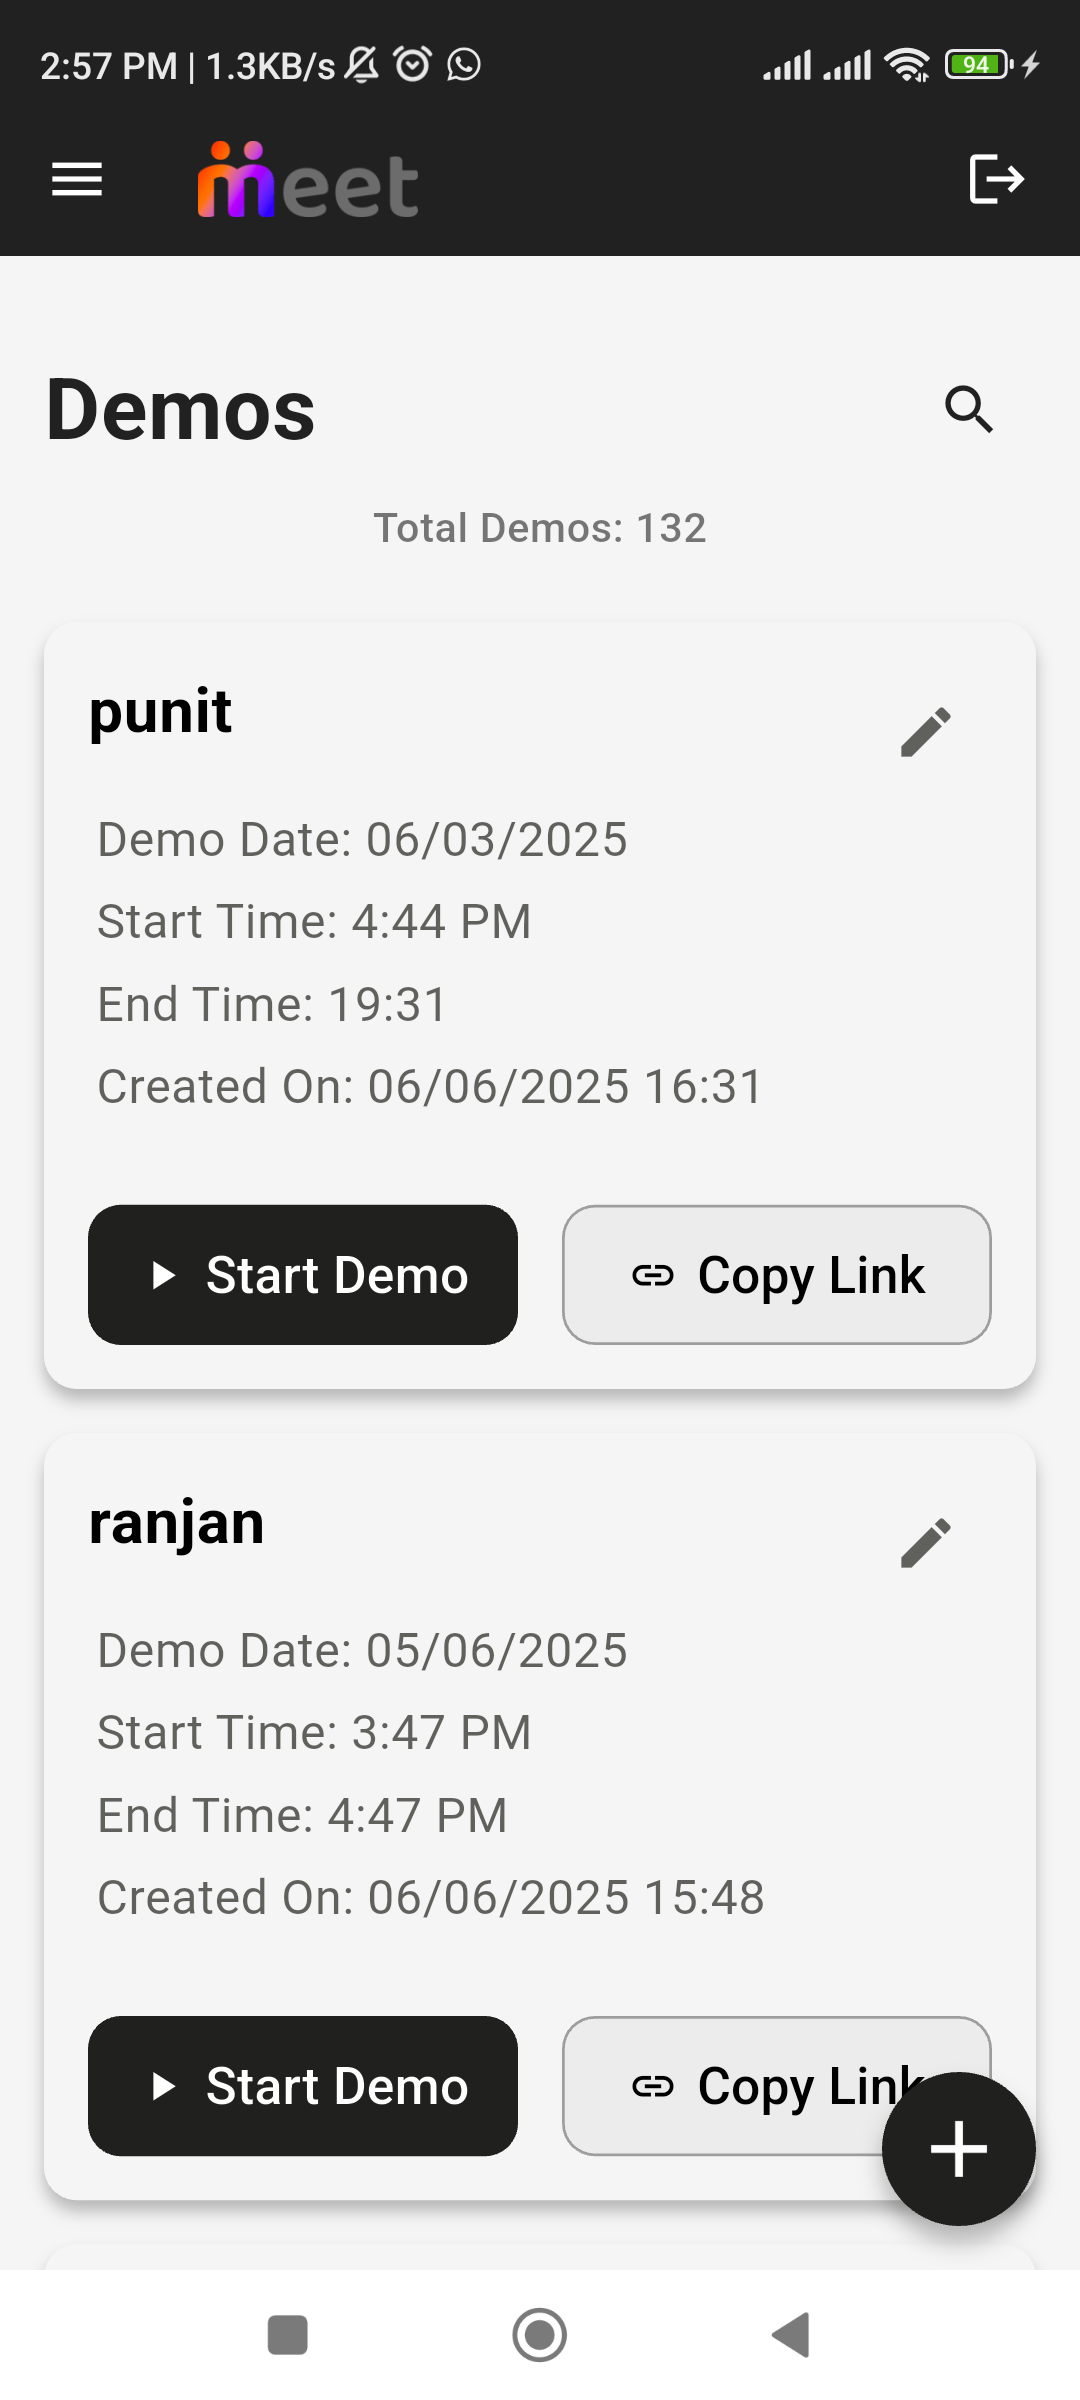 2:57 PM | 1.3KB/s
94
meet
Demos
Total Demos: 132
punit
Demo Date: 06/03/2025
Start Time: 4:44 PM
End Time: 19:31
Created On: 06/06/2025 16:31
Start Demo
Copy Link
ranjan
Demo Date: 05/06/2025
Start Time: 3:47 PM
End Time: 4:47 PM
Created On: 06/06/2025 15:48
Start Demo
Copy Link